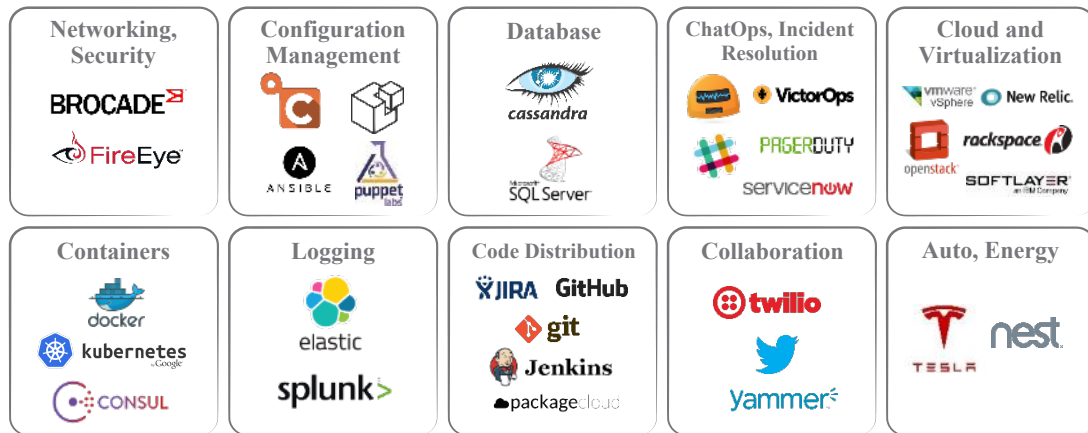 Networking,
Security
BROCADE
FireEye™
Configuration
Management
C
A
ANSIBLE
puppet
labs
Database
cassandra
Microsoft
SQL Server
ChatOps, Incident
Resolution
VictorOps
PAGERDUTY
servicenow
Cloud and
Virtualization
vmware
vSphere
New Relic.
rackspace
openstack
SOFTLAYER
an IBM Company
Containers
docker
kubernetes
by Google
CONSUL
Logging
elastic
splunk>
Code Distribution
JIRA GitHub
git
Jenkins
packagecloud
Collaboration
twilio
yammer
Auto, Energy
TESLA
nest